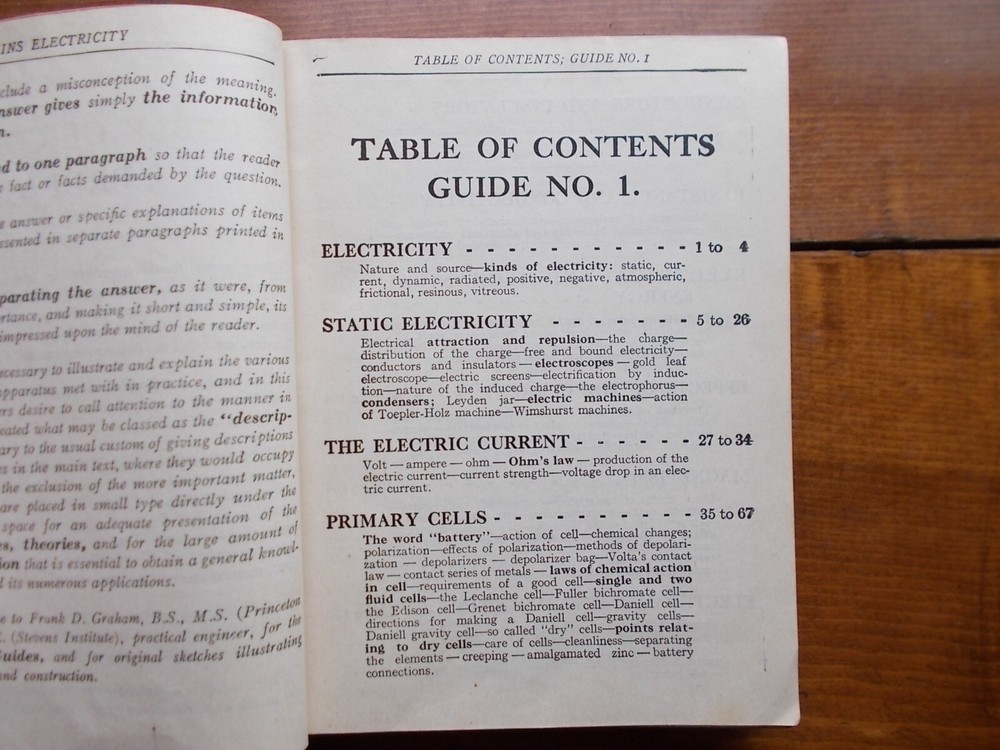 INS ELECTRICITY
clude a misconception of the meaning.
nswer gives simply the information,
n.
d to one paragraph so that the reader
fact or facts demanded by the question.
answer or specific explanations of items
sented in separate paragraphs printed in
parating the answer, as it were, from
rtance, and making it short and simple, its
impressed upon the mind of the reader.
ecessary to illustrate and explain the various
apparatus met with in practice, and in this
rs desire to call attention to the manner in
eated what may be classed as the "descrip-
ary to the usual custom of giving descriptions
es in the main text, where they would occupy
the exclusion of the more important matter,
are placed in small type directly under the
space for an adequate presentation of the
es, theories, and for the large amount of
ion that is essential to obtain a general knowl-
d its numerous applications.
e to Frank D. Graham, B.S., M.S. (Princeton
. (Stevens Institute), practical engineer, for the
uides, and for original sketches illustrating
nd construction.
TABLE OF CONTENTS; GUIDE NO. 1
TABLE OF CONTENTS
GUIDE NO. 1.
ELECTRICITY - - - - - - - - - - - 1 to 4
Nature and source—kinds of electricity: static, cur-
rent, dynamic, radiated, positive, negative, atmospheric,
frictional, resinous, vitreous.
STATIC ELECTRICITY - - - - - - - 5 to 26
Electrical attraction and repulsion—the charge—
distribution of the charge—free and bound electricity—
conductors and insulators — electroscopes — gold leaf
electroscope—electric screens—electrification by induc-
tion—nature of the induced charge—the electrophorus—
condensers; Leyden jar—electric machines—action
of Toepler-Holz machine—Wimshurst machines.
THE ELECTRIC CURRENT - - - - - - 27 to 34
Volt — ampere — ohm — Ohm's law — production of the
electric current—current strength—voltage drop in an elec-
tric current.
PRIMARY CELLS - - - - - - - - - - 35 to 67
The word "battery"—action of cell—chemical changes;
polarization—effects of polarization—methods of depolari-
zation — depolarizers — depolarizer bag—Volta's contact
law — contact series of metals — laws of chemical action
in cell—requirements of a good cell—single and two
fluid cells—the Leclanche cell—Fuller bichromate cell—
the Edison cell—Grenet bichromate cell—Daniell cell—
directions for making a Daniell cell—gravity cells—
Daniell gravity cell—so called "dry" cells—points relat-
ing to dry cells—care of cells—cleanliness—separating
the elements — creeping — amalgamated zinc — battery
connections.